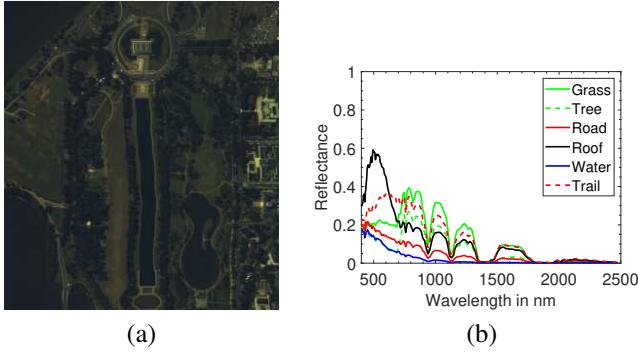 1
0.8
0.6
0.4
0.2
0
Reflectance
500 1000 1500 2000 2500
Wavelength in nm
Grass
Tree
Road
Roof
Water
Trail
(a) (b)